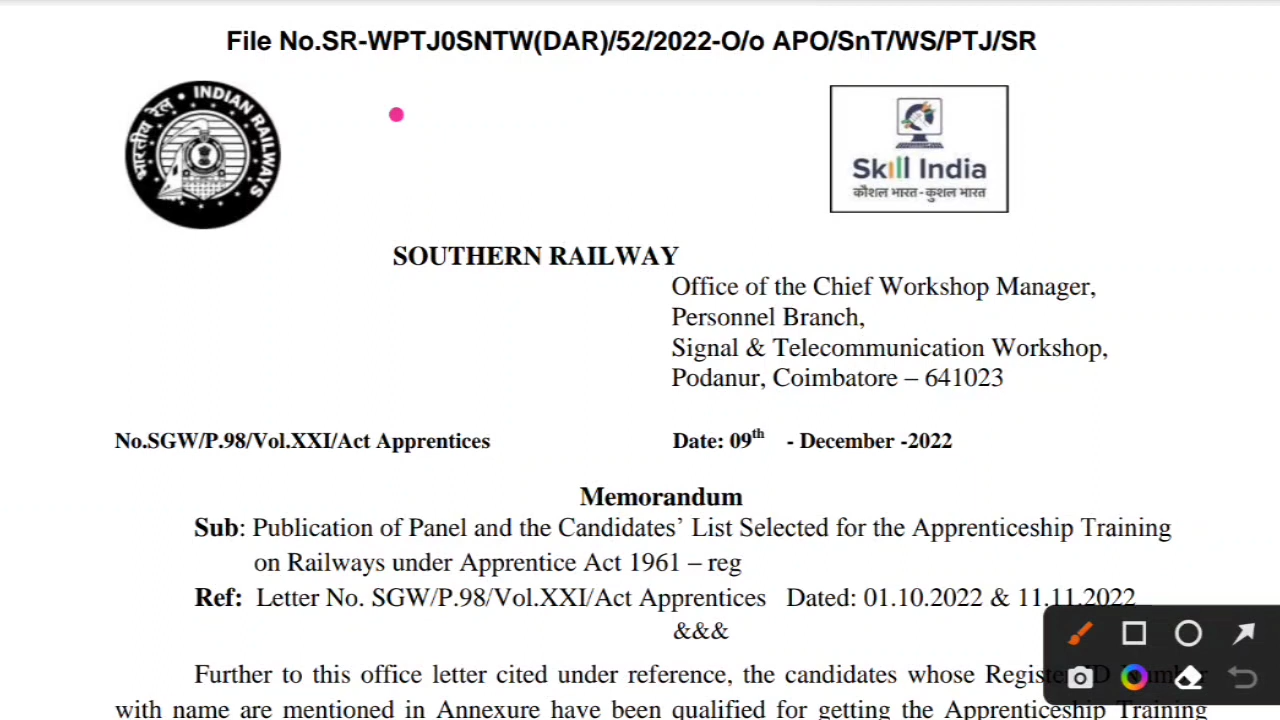 File No.SR-WPTJ0SNTW(DAR)/52/2022-O/o APO/SnT/WS/PTJ/SR
भारतीय रेल • INDIAN RAILWAYS
Skill India
कौशल भारत-कुशल भारत
SOUTHERN RAILWAY
Office of the Chief Workshop Manager,
Personnel Branch,
Signal & Telecommunication Workshop,
Podanur, Coimbatore – 641023
No.SGW/P.98/Vol.XXI/Act Apprentices Date: 09th - December -2022
Memorandum
Sub: Publication of Panel and the Candidates’ List Selected for the Apprenticeship Training
on Railways under Apprentice Act 1961 – reg
Ref: Letter No. SGW/P.98/Vol.XXI/Act Apprentices Dated: 01.10.2022 & 11.11.2022
&&&
Further to this office letter cited under reference, the candidates whose
with name are mentioned in Annexure have been qualified for getting the Apprenticeship Training